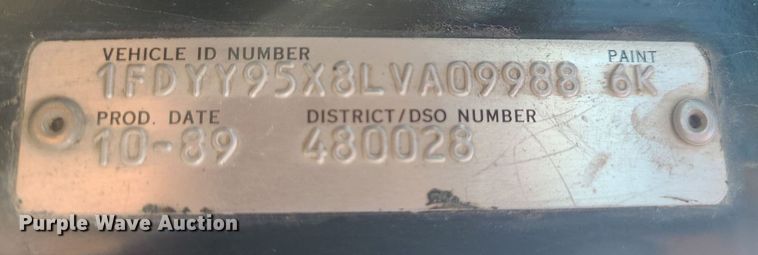 VEHICLE ID NUMBER PAINT
1FDYY95X8LVA09988 6K
PROD. DATE DISTRICT/DSO NUMBER
10-89 480028
Purple Wave Auction